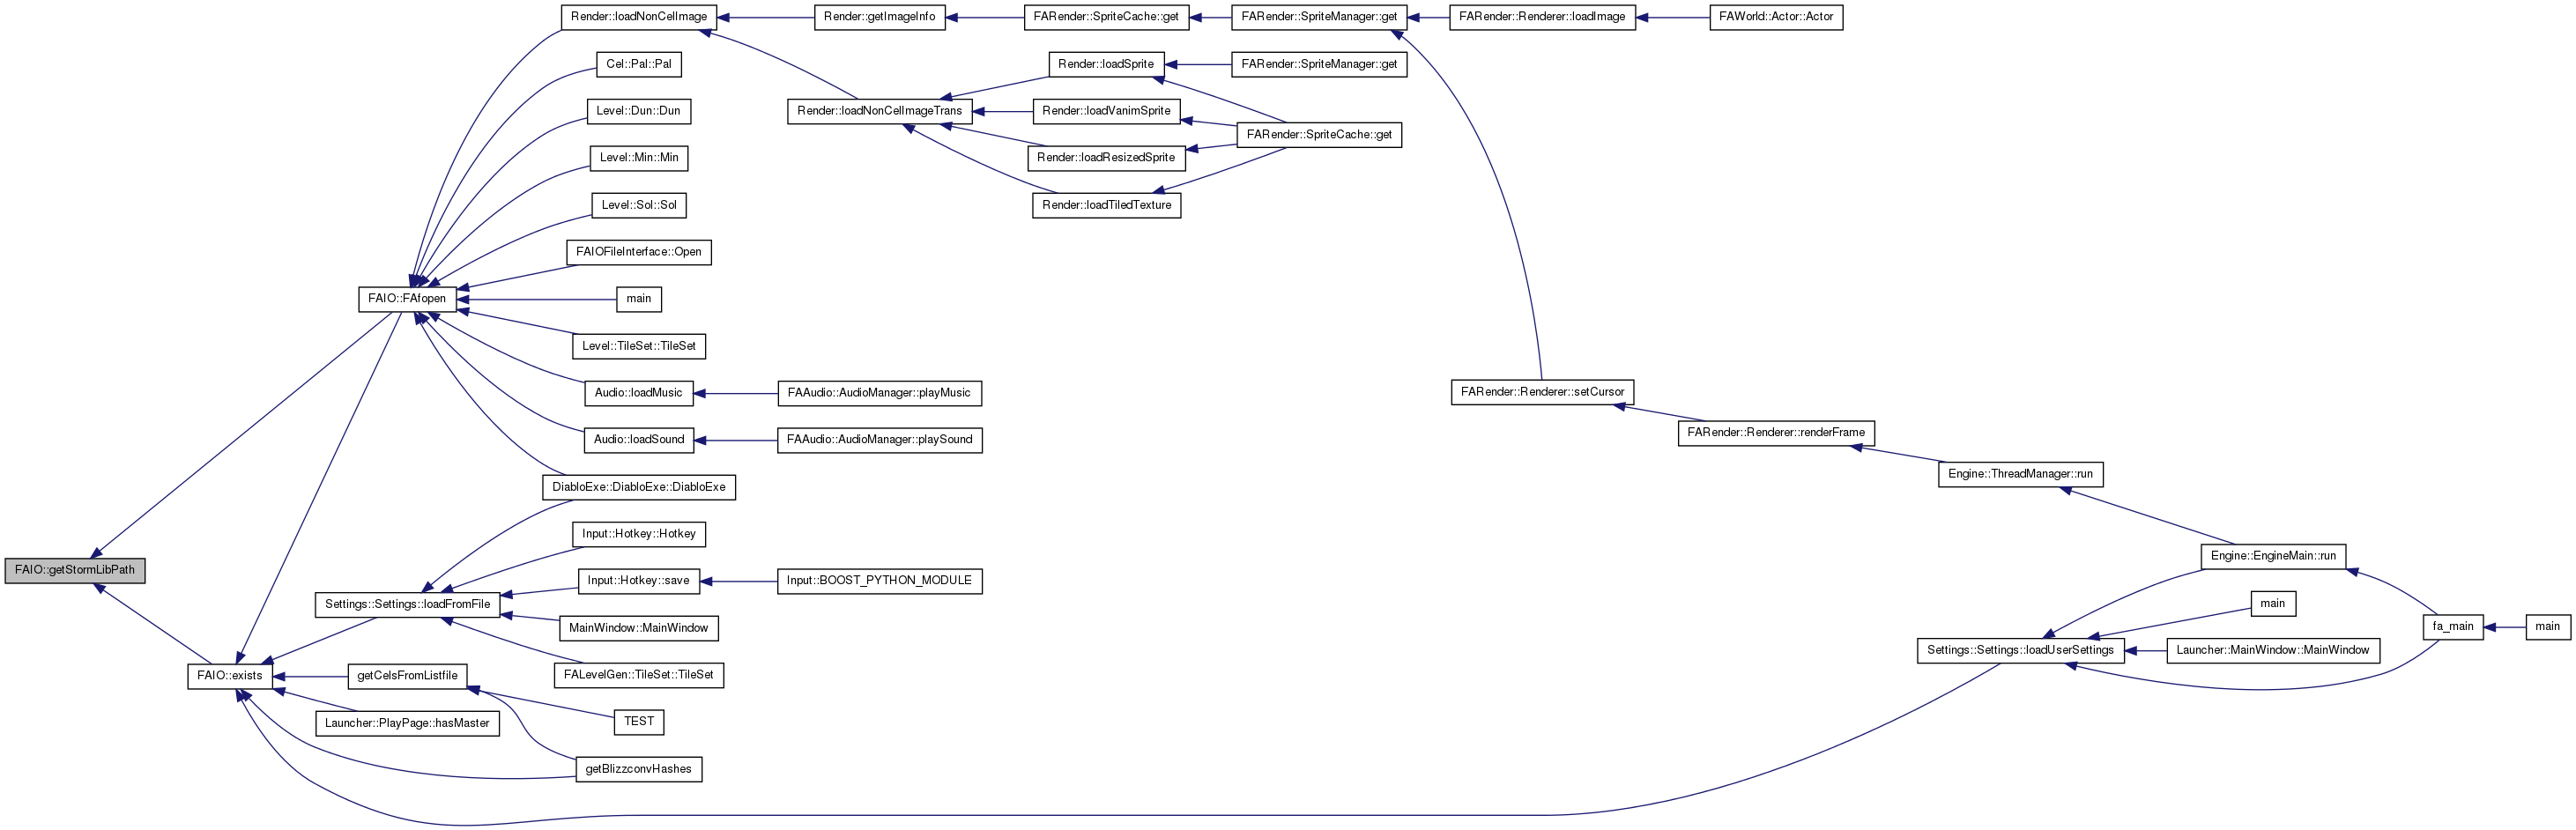 Render::loadNonCelImage
Render::getImageInfo
FARender::SpriteCache::get
FARender::SpriteManager::get
FARender::Renderer::loadImage
FAWorld::Actor::Actor
Cel::Pal::Pal
Render::loadSprite
FARender::SpriteManager::get
Level::Dun::Dun
Render::loadNonCelImageTrans
Render::loadVanimSprite
FARender::SpriteCache::get
Level::Min::Min
Render::loadResizedSprite
Level::Sol::Sol
Render::loadTiledTexture
FAIOFileInterface::Open
FAIO::FAfopen
main
Level::TileSet::TileSet
Audio::loadMusic
FAAudio::AudioManager::playMusic
FARender::Renderer::setCursor
Audio::loadSound
FAAudio::AudioManager::playSound
FARender::Renderer::renderFrame
Engine::ThreadManager::run
DiabloExe::DiabloExe::DiabloExe
Input::Hotkey::Hotkey
Engine::EngineMain::run
FAIO::getStormLibPath
Input::Hotkey::save
Input::BOOST_PYTHON_MODULE
Settings::Settings::loadFromFile
main
MainWindow::MainWindow
fa_main
main
Settings::Settings::loadUserSettings
Launcher::MainWindow::MainWindow
FAIO::exists
getCelsFromListfile
FALevelGen::TileSet::TileSet
Launcher::PlayPage::hasMaster
TEST
getBlizzconvHashes